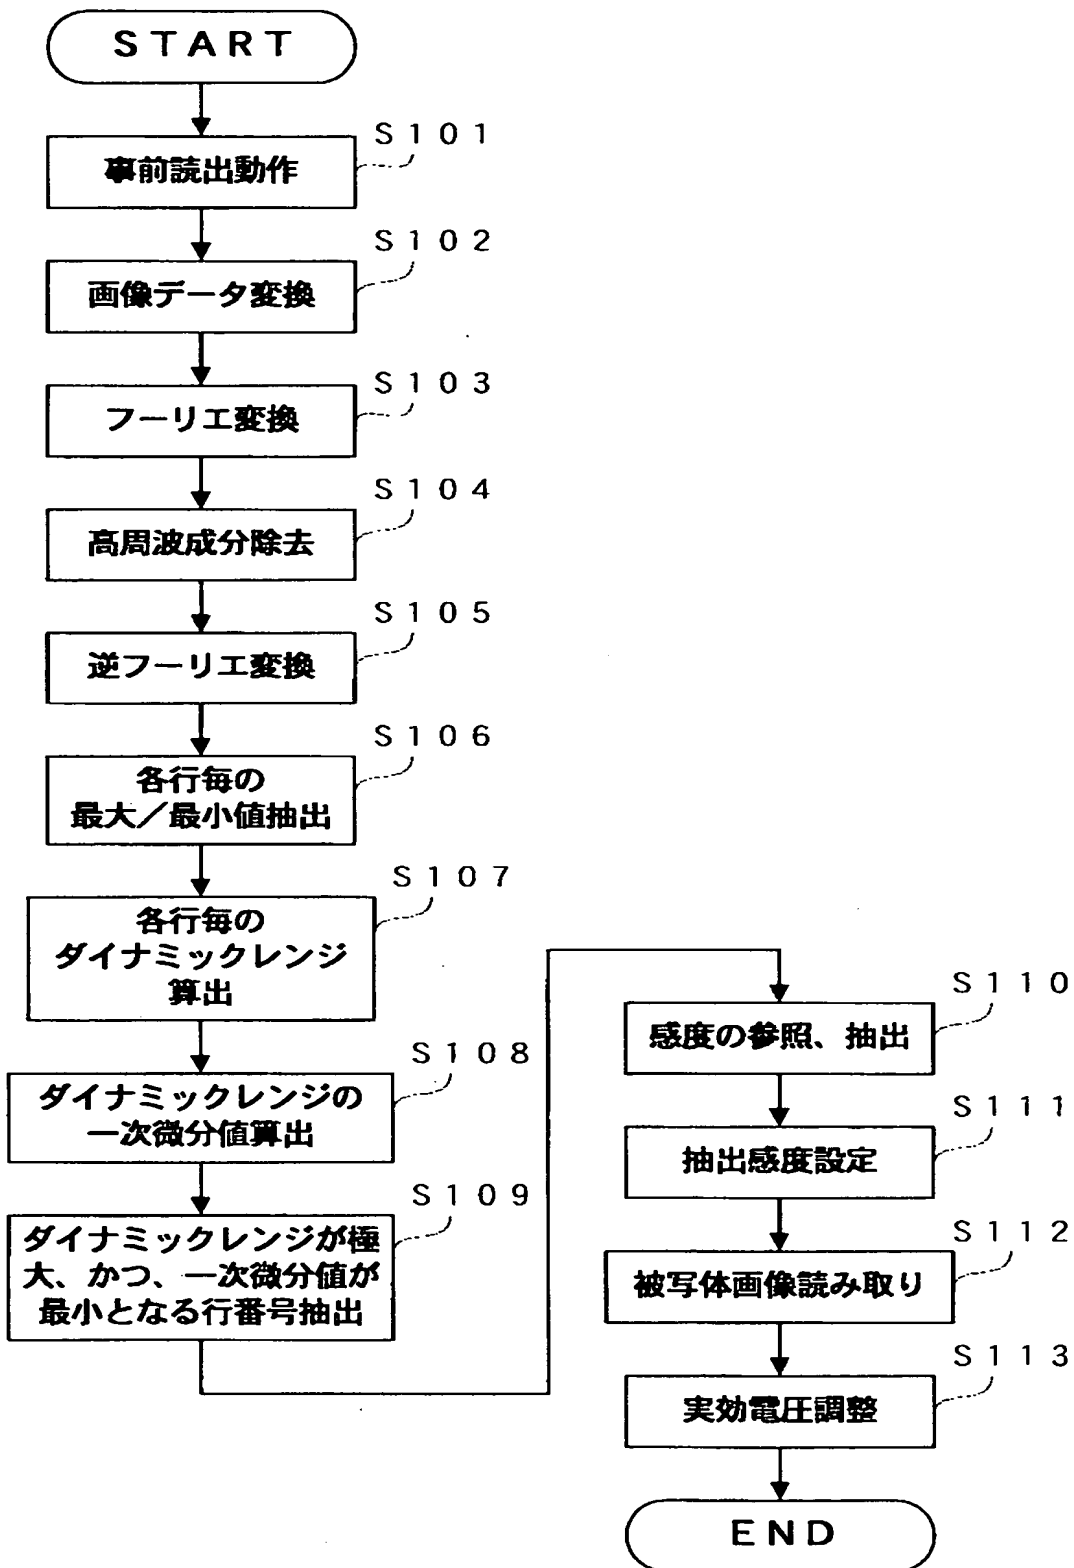 START
S101
事前読出動作
S102
画像データ変換
S103
フーリエ変換
S104
高周波成分除去
S105
逆フーリエ変換
S106
各行毎の
最大/最小値抽出
S107
各行毎の
ダイナミックレンジ
算出
S108
ダイナミックレンジの
一次微分値算出
S109
ダイナミックレンジが極
大、かつ、一次微分値が
最小となる行番号抽出
S110
感度の参照、抽出
S111
抽出感度設定
S112
被写体画像読み取り
S113
実効電圧調整
END